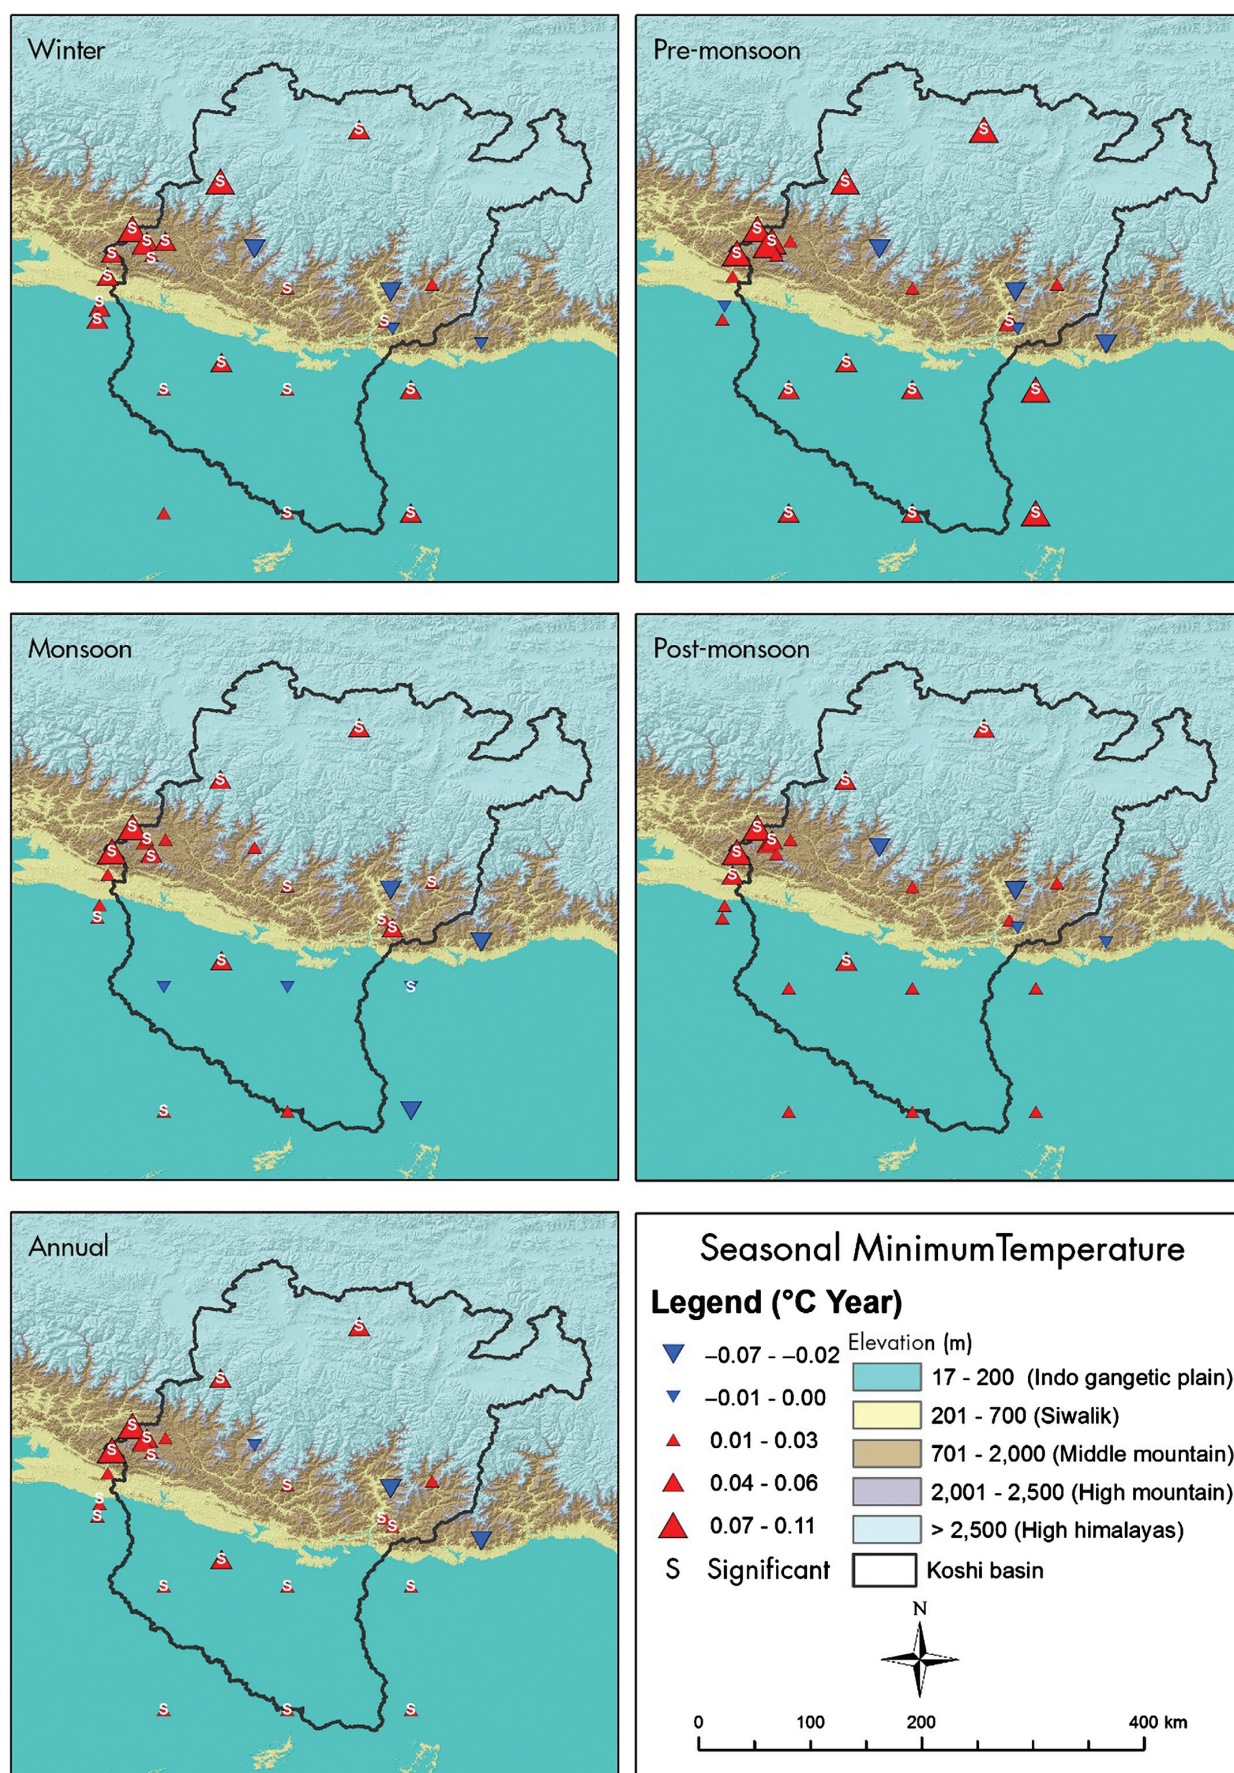 Winter
Pre-monsoon
Monsoon
Post-monsoon
Annual
Seasonal MinimumTemperature
Legend (°C Year)
–0.07 - –0.02
–0.01 - 0.00
0.01 - 0.03
0.04 - 0.06
0.07 - 0.11
S Significant
Elevation (m)
17 - 200 (Indo gangetic plain)
201 - 700 (Siwalik)
701 - 2,000 (Middle mountain)
2,001 - 2,500 (High mountain)
> 2,500 (High himalayas)
Koshi basin
N
0 100 200 400 km